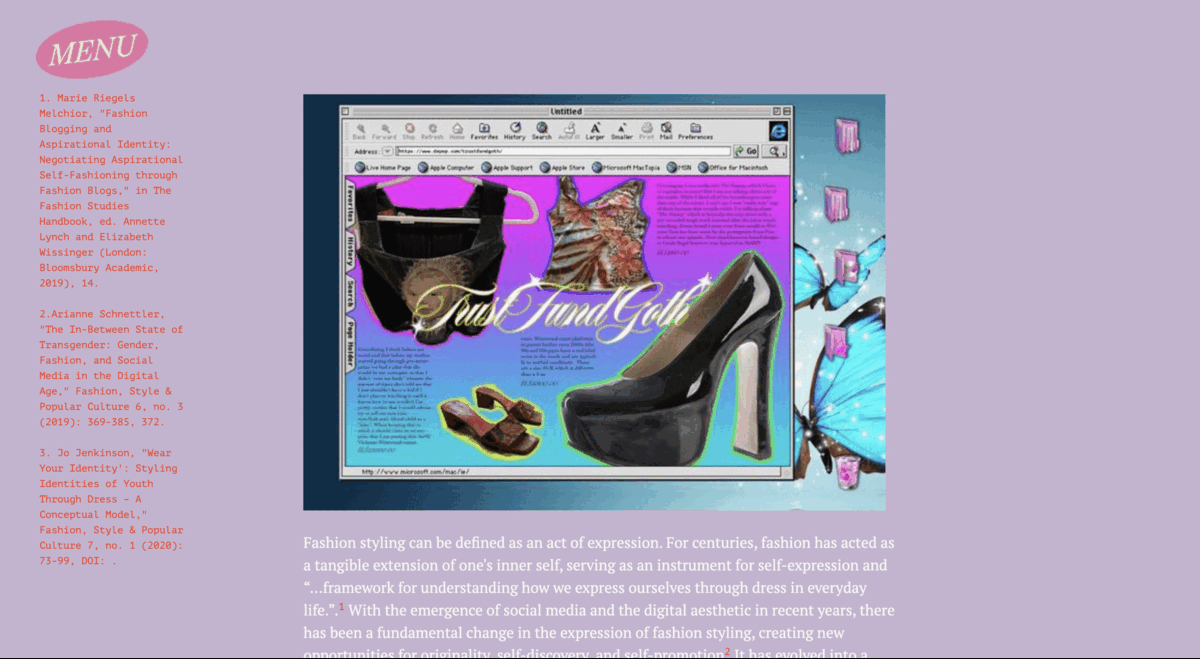 MENU
1. Marie Riegels
Melchior, "Fashion
Blogging and
Aspirational Identity:
Negotiating Aspirational
Self-Fashioning through
Fashion Blogs," in The
Fashion Studies
Handbook, ed. Annette
Lynch and Elizabeth
Wissinger (London:
Bloomsbury Academic,
2019), 14.
2.Arianne Schnettler,
"The In-Between State of
Transgender: Gender,
Fashion, and Social
Media in the Digital
Age," Fashion, Style &
Popular Culture 6, no. 3
(2019): 369-385, 372.
3. Jo Jenkinson, "Wear
Your Identity': Styling
Identities of Youth
Through Dress – A
Conceptual Model,"
Fashion, Style & Popular
Culture 7, no. 1 (2020):
73-99, DOI: .
Untitled
Back Forward Stop Refresh Home Favorites History Search AutoFill Larger Smaller Print Mail Preferences
Address: https://www.depop.com/trustfundgoth/ Go
Live Home Page Apple Computer Apple Support Apple Store Microsoft MacTopia MSN Office for Macintosh
Favorites
History
Search
Page Holder
TrustFundGoth
http://www.microsoft.com/mac/ie/
Fashion styling can be defined as an act of expression. For centuries, fashion has acted as
a tangible extension of one's inner self, serving as an instrument for self-expression and
“…framework for understanding how we express ourselves through dress in everyday
life.”.1 With the emergence of social media and the digital aesthetic in recent years, there
has been a fundamental change in the expression of fashion styling, creating new
opportunities for originality, self-discovery, and self-promotion2 It has evolved into a